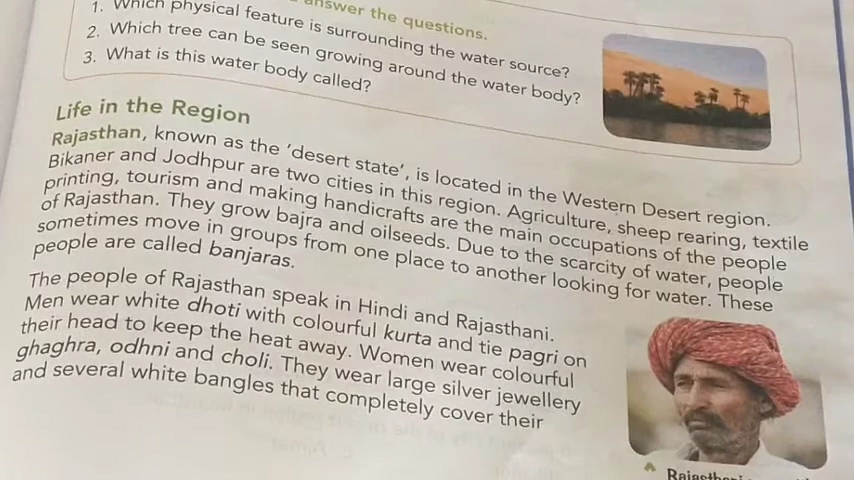 answer the questions.
1. Which physical feature is surrounding the water source?
2. Which tree can be seen growing around the water body?
3. What is this water body called?
Life in the Region
Rajasthan, known as the 'desert state', is located in the Western Desert region.
Bikaner and Jodhpur are two cities in this region. Agriculture, sheep rearing, textile
printing, tourism and making handicrafts are the main occupations of the people
of Rajasthan. They grow bajra and oilseeds. Due to the scarcity of water, people
sometimes move in groups from one place to another looking for water. These
people are called banjaras.
The people of Rajasthan speak in Hindi and Rajasthani.
Men wear white dhoti with colourful kurta and tie pagri on
their head to keep the heat away. Women wear colourful
ghaghra, odhni and choli. They wear large silver jewellery
and several white bangles that completely cover their